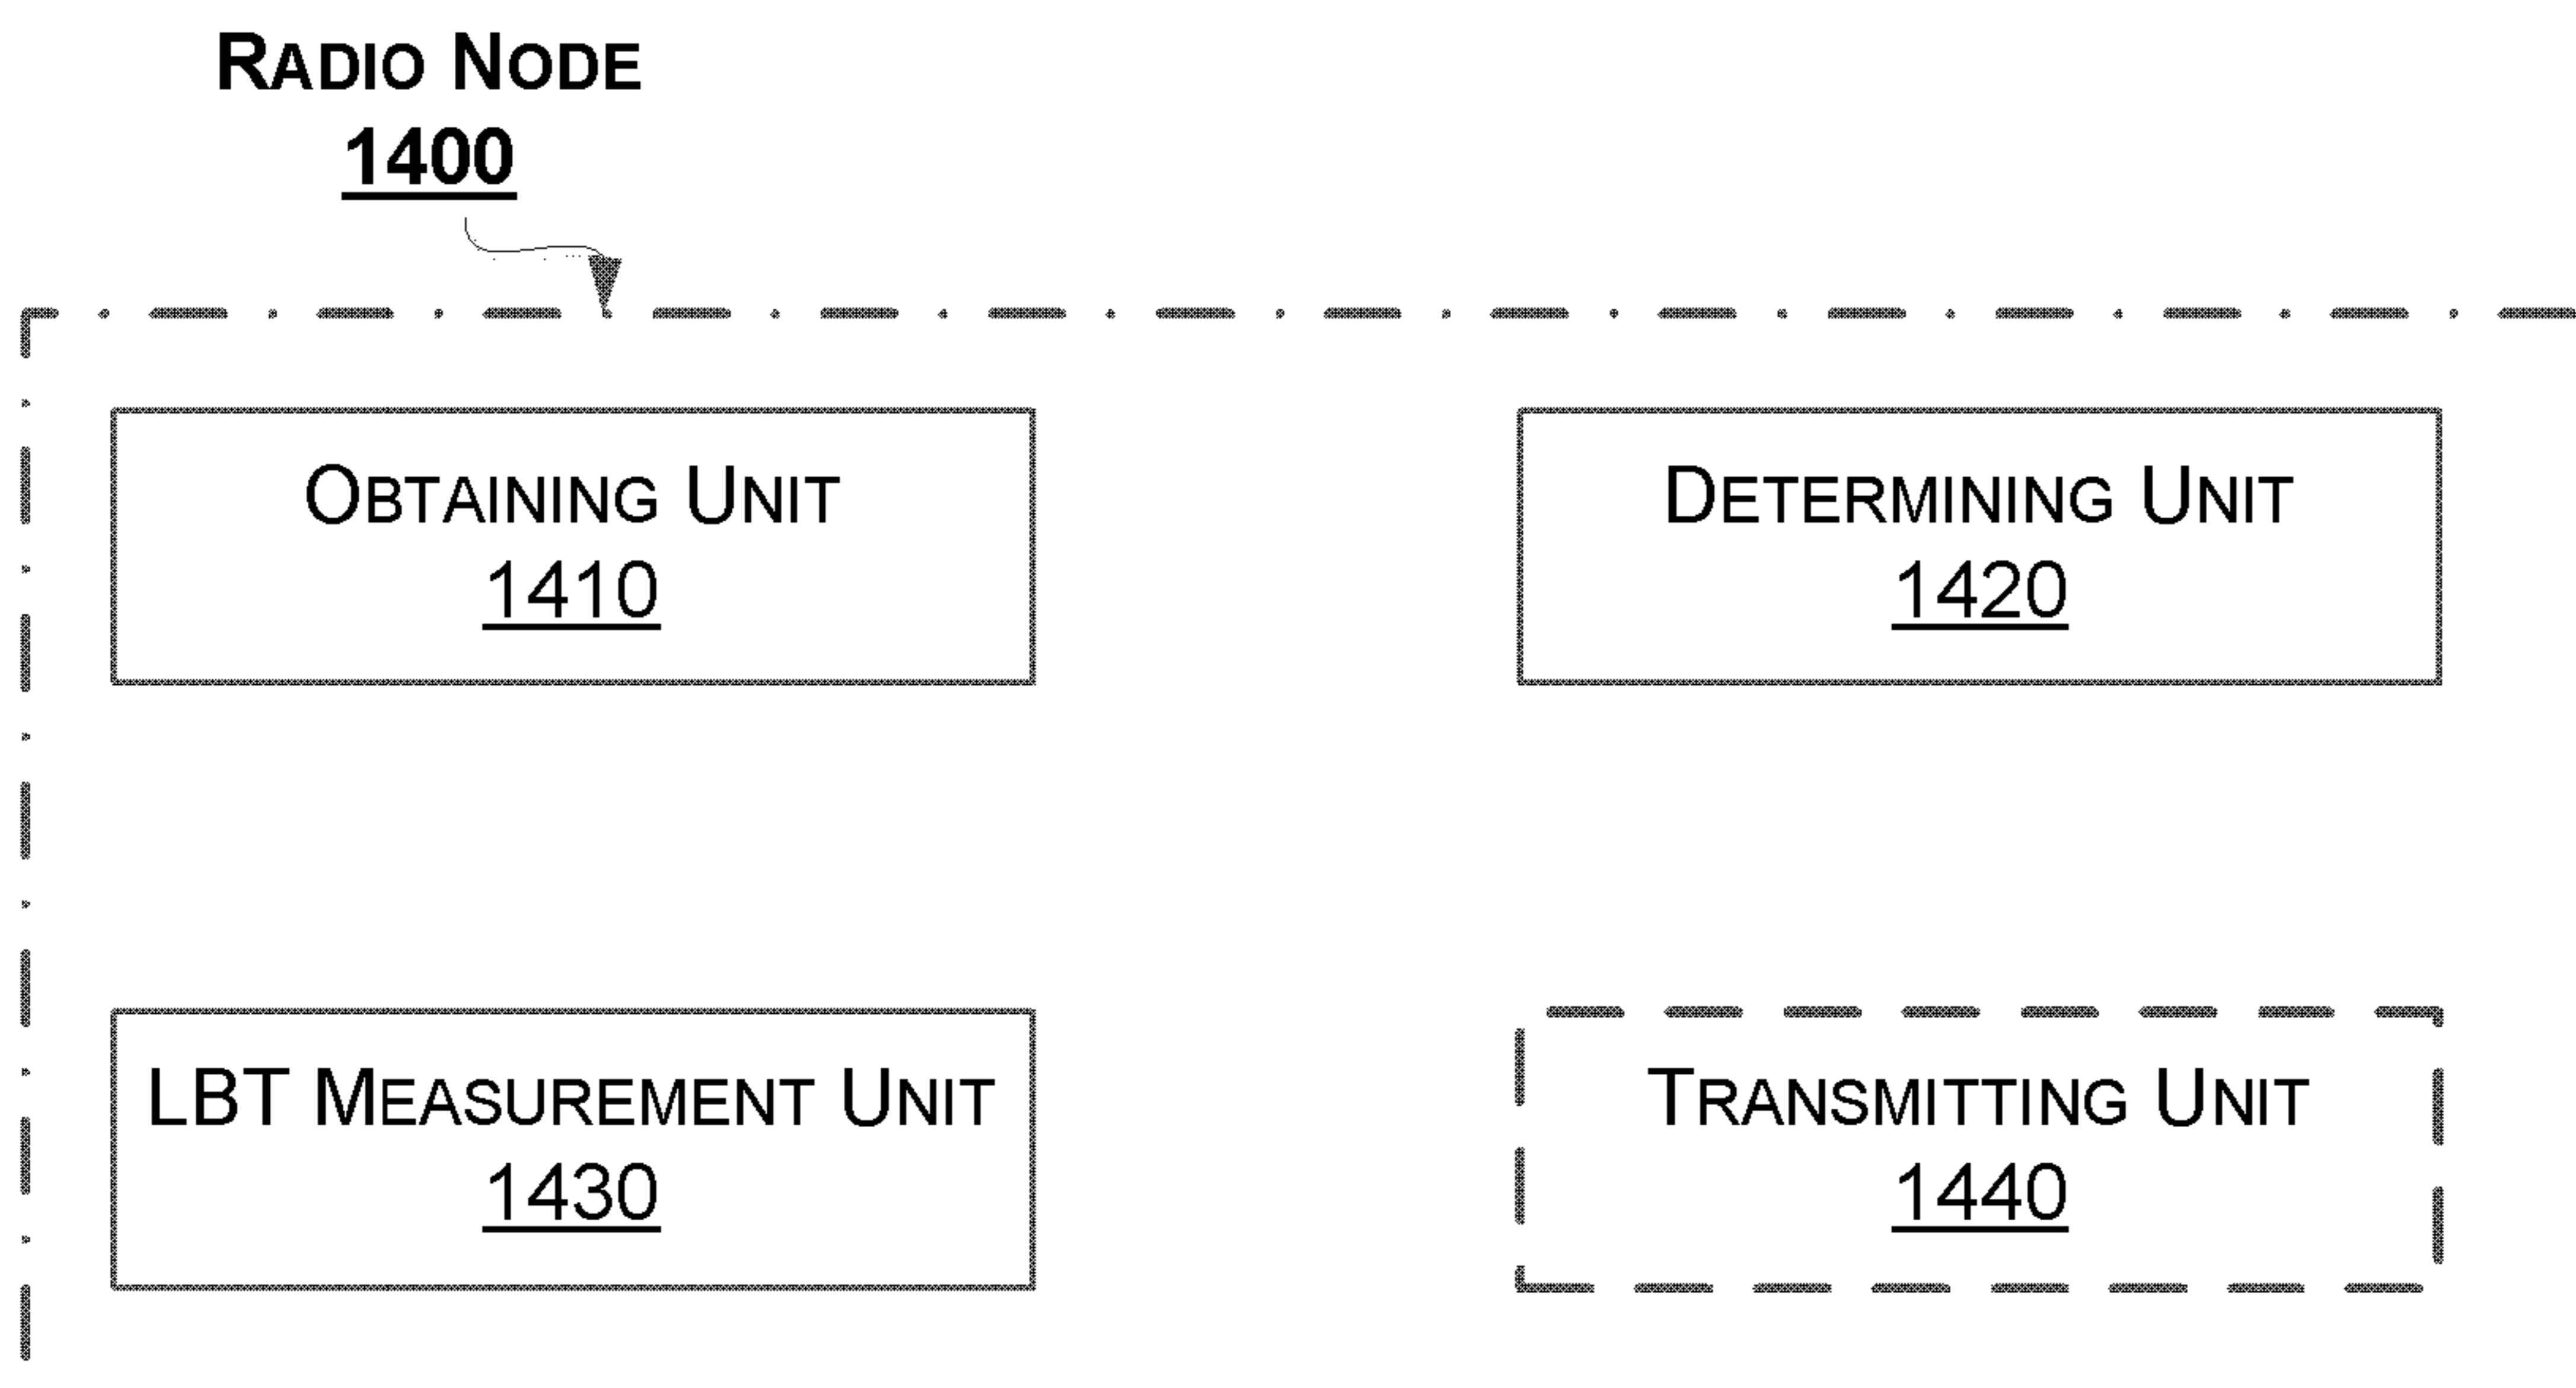 RADIO NODE
1400
OBTAINING UNIT
1410
DETERMINING UNIT
1420
LBT MEASUREMENT UNIT
1430
TRANSMITTING UNIT
1440